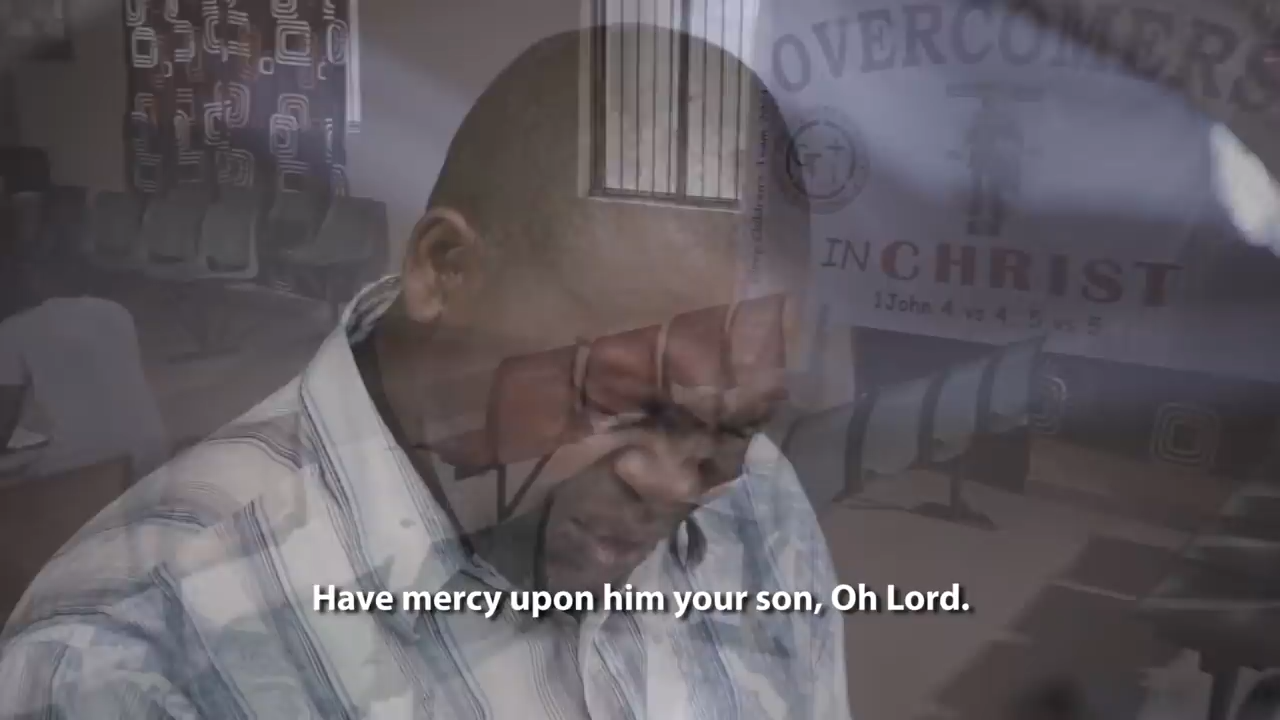 OVERCOMERS
IN CHRIST
1John 4 vs 4, 5 vs 5
Have mercy upon him your son, Oh Lord.